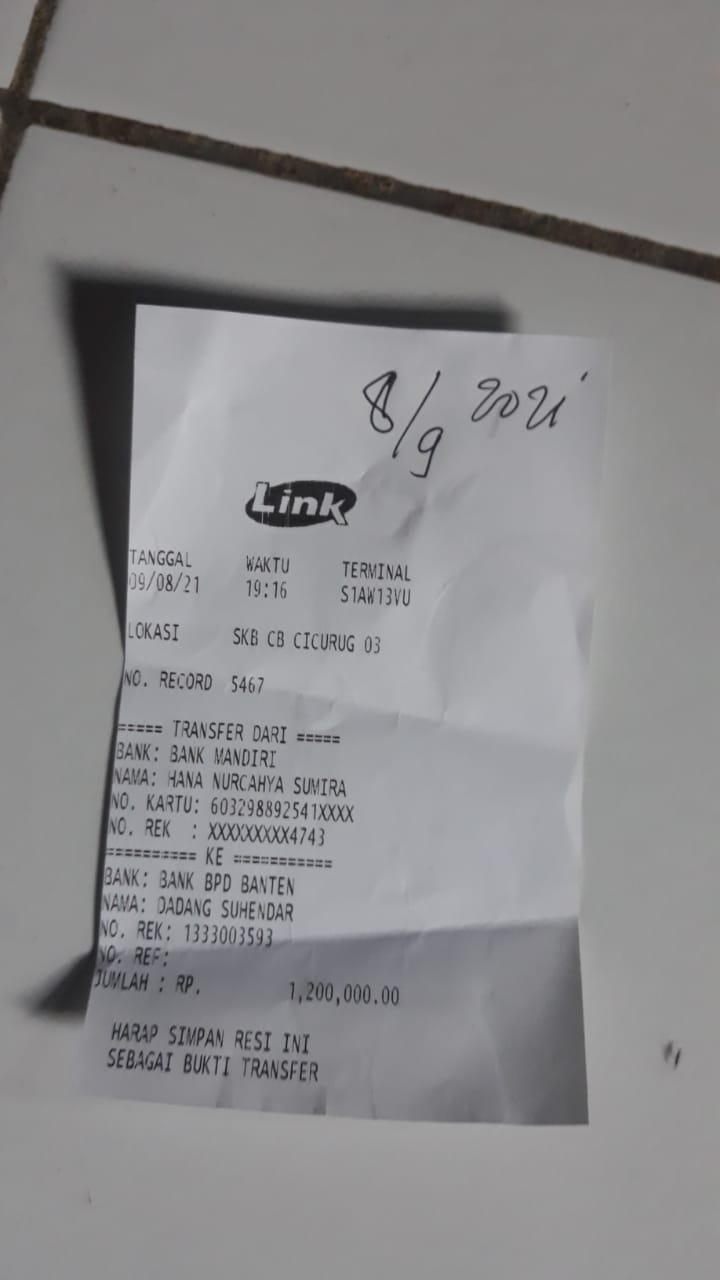 8/9 2021
Link
TANGGAL WAKTU TERMINAL
09/08/21 19:16 S1AW13VU
LOKASI SKB CB CICURUG 03
NO. RECORD 5467
===== TRANSFER DARI =====
BANK: BANK MANDIRI
NAMA: HANA NURCAHYA SUMIRA
NO. KARTU: 603298892541XXXX
NO. REK : XXXXXXXXX4743
========== KE ===========
BANK: BANK BPD BANTEN
NAMA: DADANG SUHENDAR
NO. REK: 1333003593
NO. REF:
JUMLAH : RP. 1,200,000.00
HARAP SIMPAN RESI INI
SEBAGAI BUKTI TRANSFER